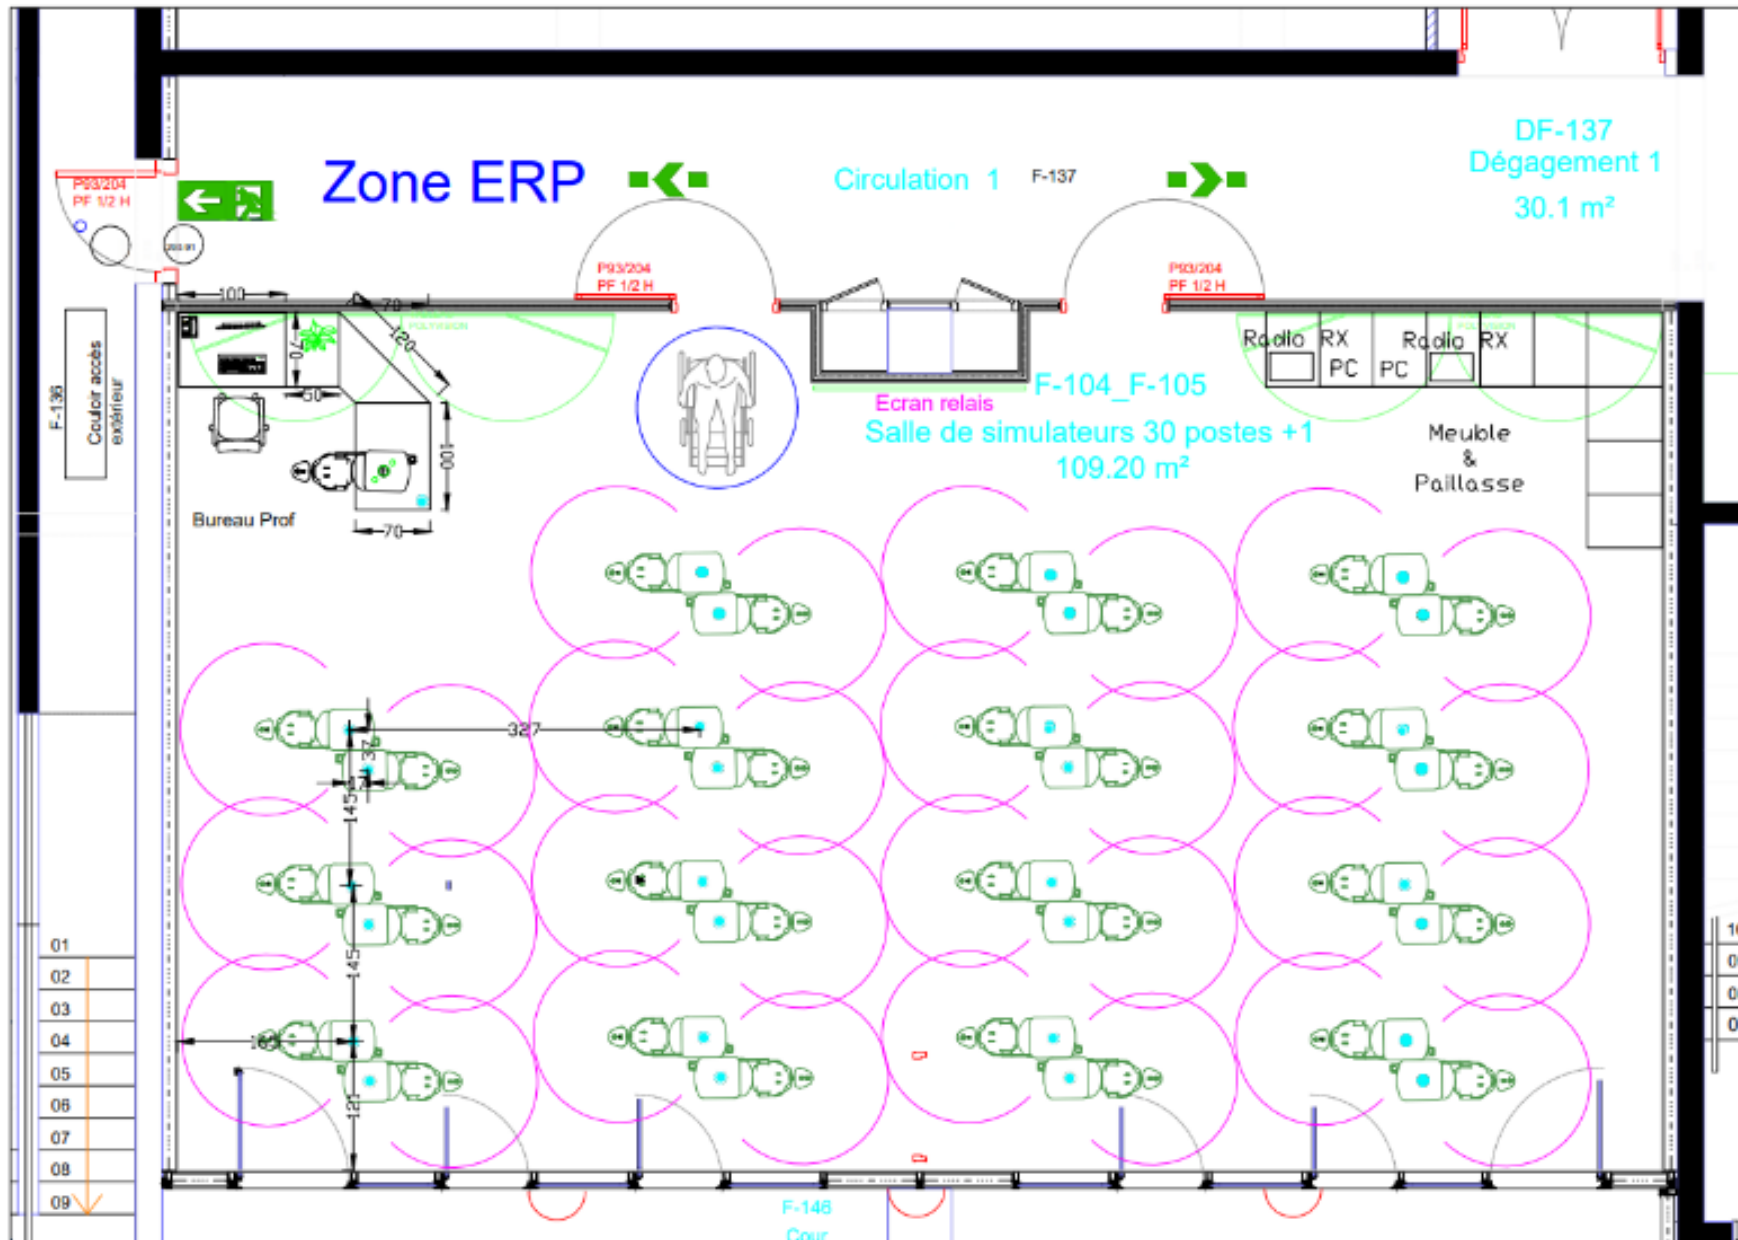 P93/204
PF 1/2 H
Zone ERP
Circulation 1
F-137
DF-137
Dégagement 1
30.1 m²
P93/204
PF 1/2 H
P93/204
PF 1/2 H
100
70
120
70
50
100
70
F-136
Couloir accès
extérieur
Bureau Prof
Ecran relais
F-104_F-105
Salle de simulateurs 30 postes +1
109.20 m²
Radio RX
PC
PC
Radio RX
Meuble
&
Paillasse
327
37
145
145
121
01
02
03
04
05
06
07
08
09
F-146
Cour